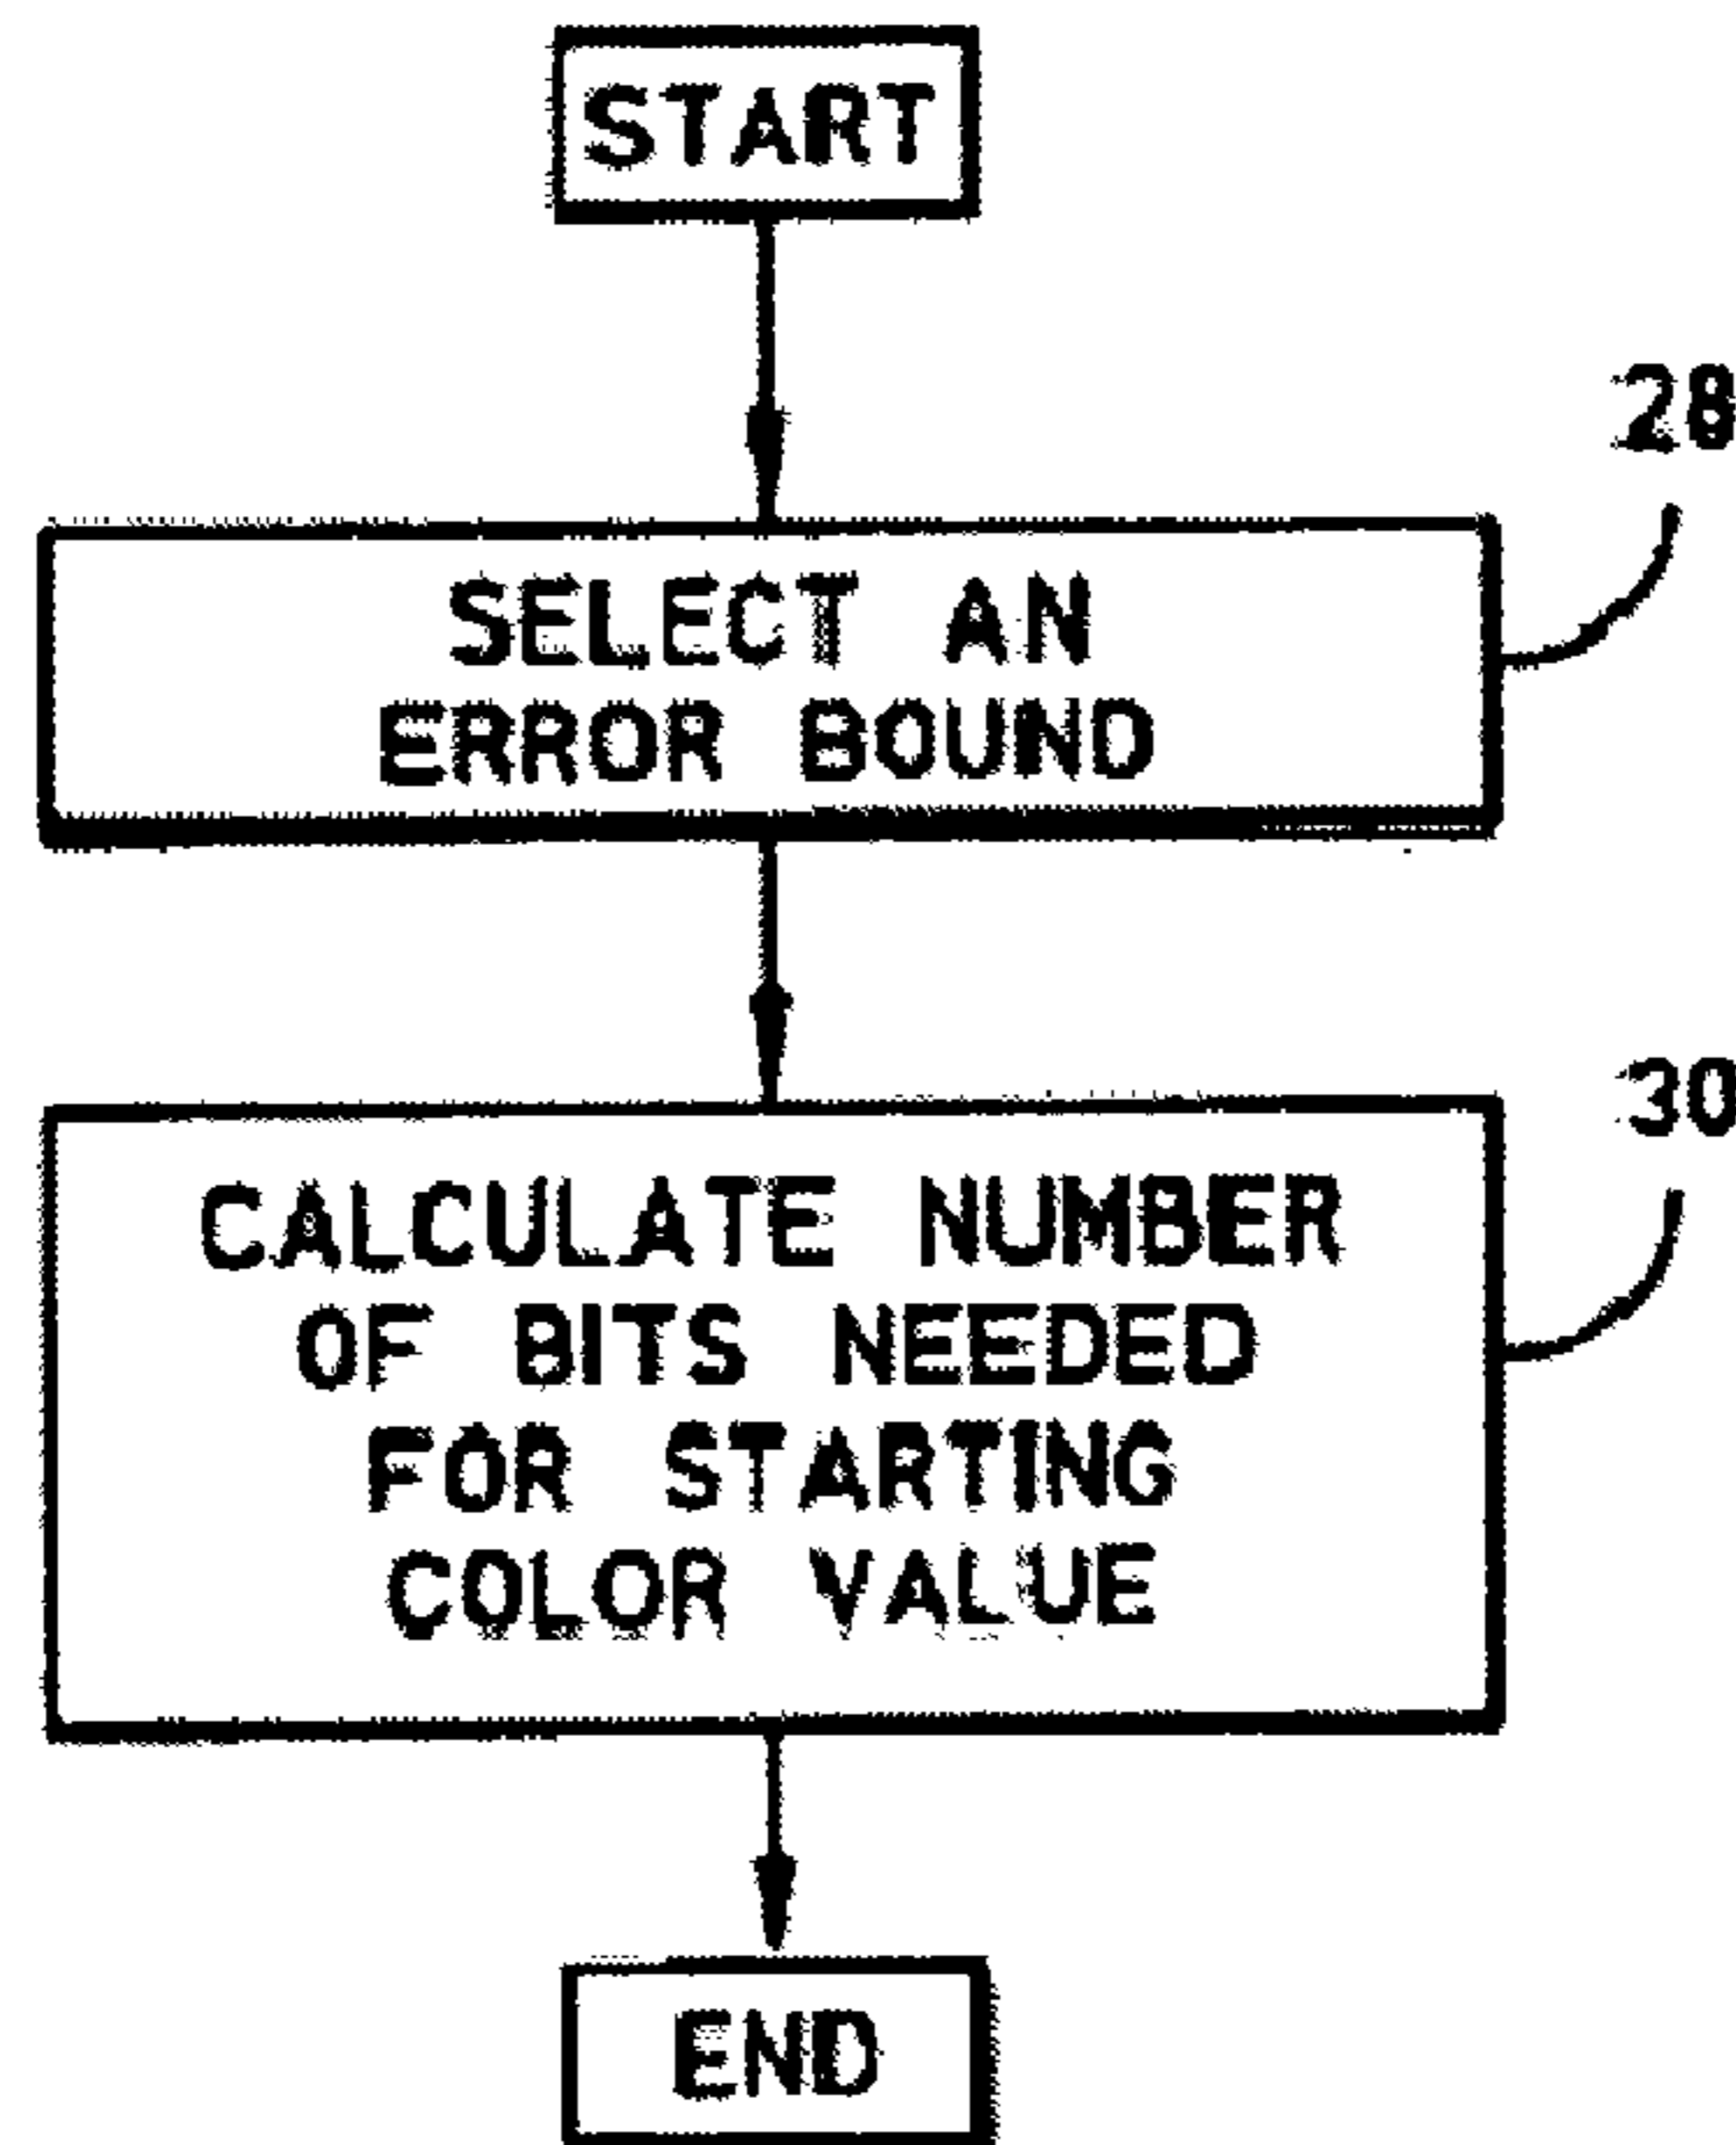 START
28
SELECT AN
ERROR BOUND
30
CALCULATE NUMBER
OF BITS NEEDED
FOR STARTING
COLOR VALUE
END